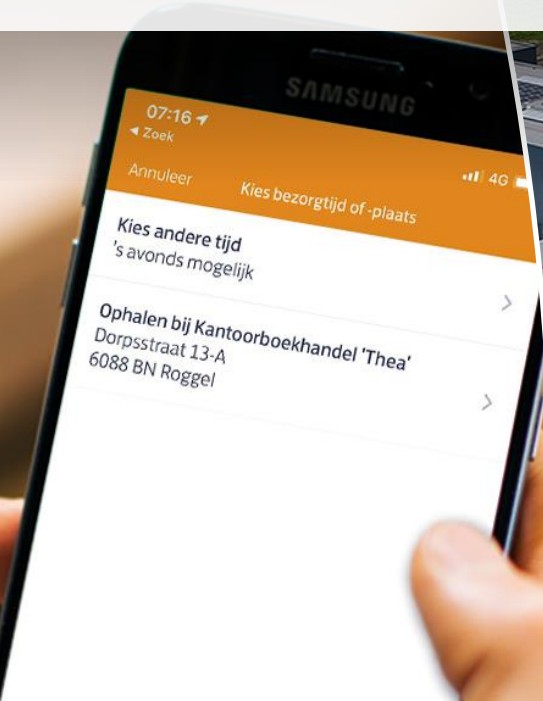 SAMSUNG
07:16
Zoek
4G
Annuleer
Kies bezorgtijd of -plaats
Kies andere tijd
's avonds mogelijk
Ophalen bij Kantoorboekhandel 'Thea'
Dorpsstraat 13-A
6088 BN Roggel